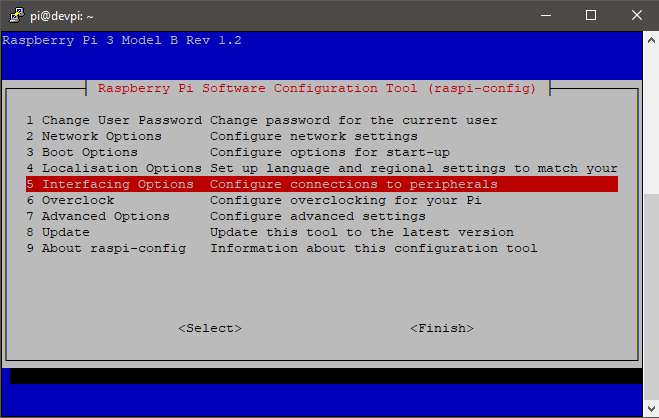 pi@devpi: ~
Raspberry Pi 3 Model B Rev 1.2
Raspberry Pi Software Configuration Tool (raspi-config)
1 Change User Password Change password for the current user
2 Network Options Configure network settings
3 Boot Options Configure options for start-up
4 Localisation Options Set up language and regional settings to match your
5 Interfacing Options Configure connections to peripherals
6 Overclock Configure overclocking for your Pi
7 Advanced Options Configure advanced settings
8 Update Update this tool to the latest version
9 About raspi-config Information about this configuration tool
<Select> <Finish>